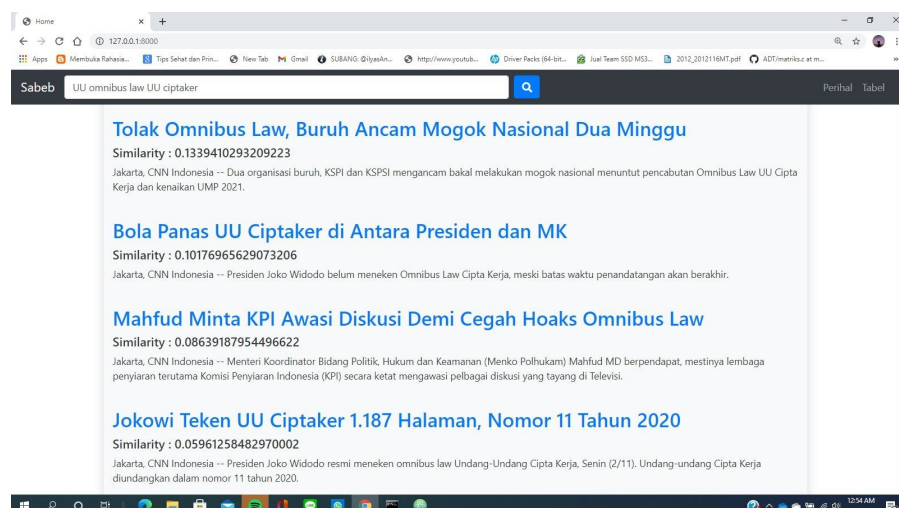 Home
127.0.0.1:8000
Apps Membuka Rahasia... Tips Sehat dan Prin... New Tab Gmail SUBANG: @ilyasAn... http://www.youtub... Driver Packs (64-bit... Jual Team SSD MS3... 2012_2012116MT.pdf ADT/matriks.c at m...
Sabeb UU omnibus law UU ciptaker Perihal Tabel
Tolak Omnibus Law, Buruh Ancam Mogok Nasional Dua Minggu
Similarity : 0.1339410293209223
Jakarta, CNN Indonesia -- Dua organisasi buruh, KSPI dan KSPSI mengancam bakal melakukan mogok nasional menuntut pencabutan Omnibus Law UU Cipta
Kerja dan kenaikan UMP 2021.
Bola Panas UU Ciptaker di Antara Presiden dan MK
Similarity : 0.10176965629073206
Jakarta, CNN Indonesia -- Presiden Joko Widodo belum meneken Omnibus Law Cipta Kerja, meski batas waktu penandatangan akan berakhir.
Mahfud Minta KPI Awasi Diskusi Demi Cegah Hoaks Omnibus Law
Similarity : 0.08639187954496622
Jakarta, CNN Indonesia -- Menteri Koordinator Bidang Politik, Hukum dan Keamanan (Menko Polhukam) Mahfud MD berpendapat, mestinya lembaga
penyiaran terutama Komisi Penyiaran Indonesia (KPI) secara ketat mengawasi pelbagai diskusi yang tayang di Televisi.
Jokowi Teken UU Ciptaker 1.187 Halaman, Nomor 11 Tahun 2020
Similarity : 0.05961258482970002
Jakarta, CNN Indonesia -- Presiden Joko Widodo resmi meneken omnibus law Undang-Undang Cipta Kerja, Senin (2/11). Undang-undang Cipta Kerja
diundangkan dalam nomor 11 tahun 2020.
12:54 AM